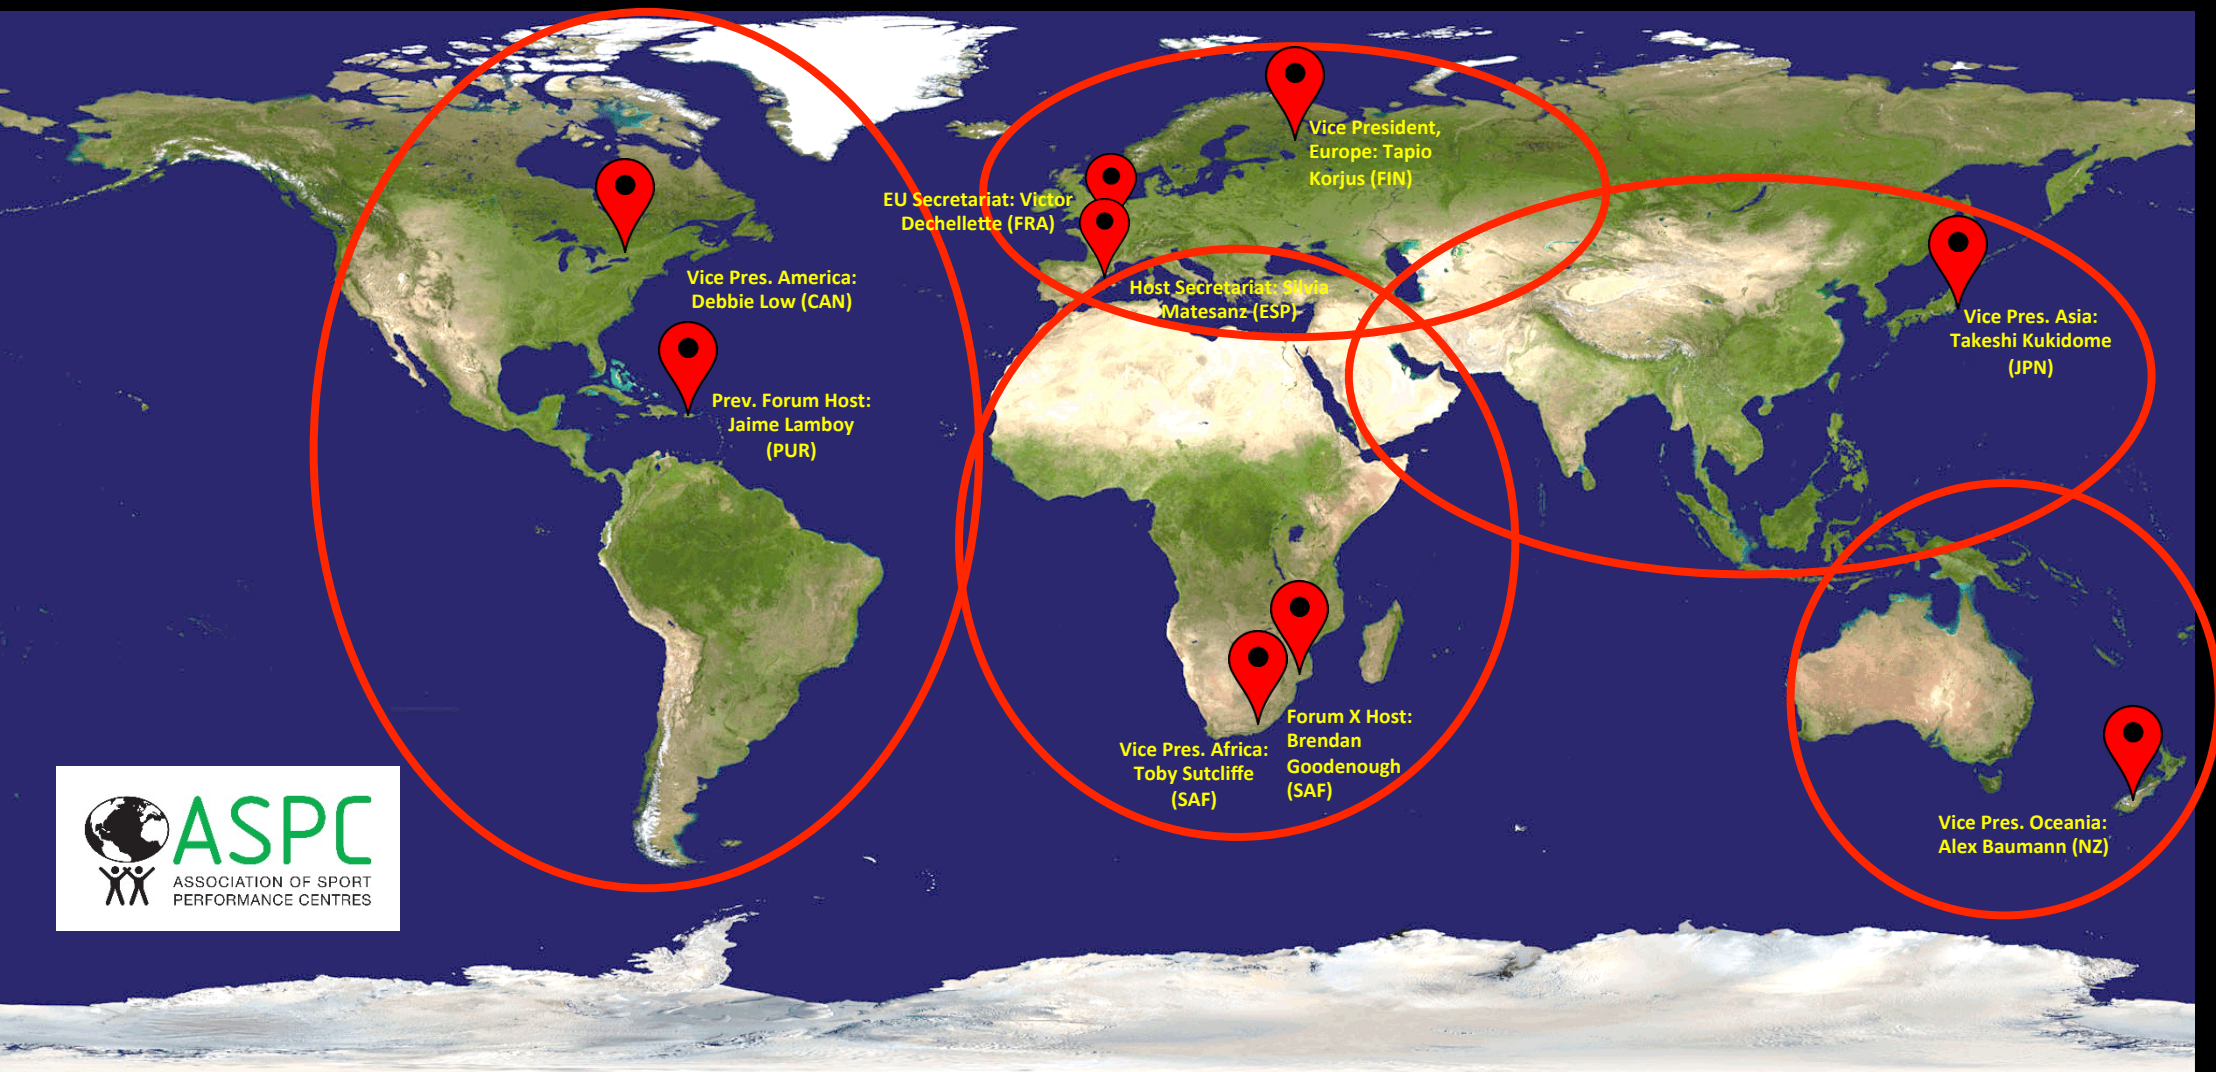 Vice President,
Europe: Tapio
Korjus (FIN)
EU Secretariat: Victor
Dechellette (FRA)
Host Secretariat: Silvia
Matesanz (ESP)
Vice Pres. America:
Debbie Low (CAN)
Prev. Forum Host:
Jaime Lamboy
(PUR)
Vice Pres. Asia:
Takeshi Kukidome
(JPN)
Vice Pres. Africa:
Toby Sutcliffe
(SAF)
Forum X Host:
Brendan
Goodenough
(SAF)
Vice Pres. Oceania:
Alex Baumann (NZ)
ASPC
ASSOCIATION OF SPORT
PERFORMANCE CENTRES